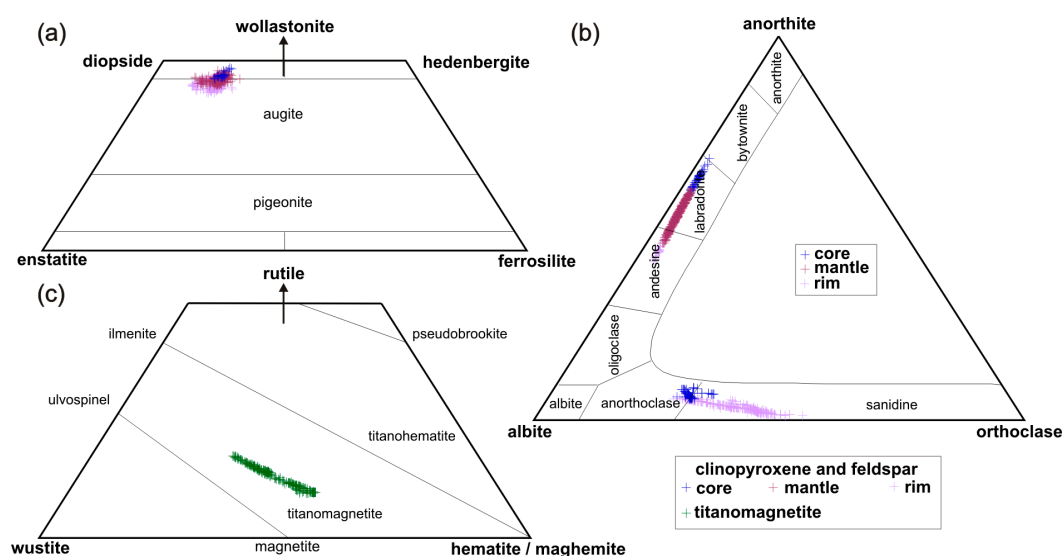 (a)
wollastonite
diopside
hedenbergite
augite
pigeonite
enstatite
ferrosilite
(b)
anorthite
anorthite
bytownite
labradorite
andesine
oligoclase
albite
anorthoclase
sanidine
albite
orthoclase
core
mantle
rim
(c)
rutile
ilmenite
pseudobrookite
ulvospinel
titanohematite
titanomagnetite
wustite
magnetite
hematite / maghemite
clinopyroxene and feldspar
core mantle rim
titanomagnetite